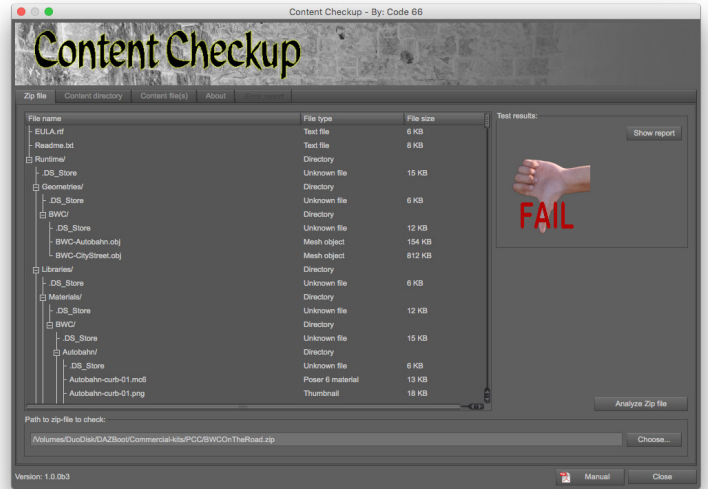 Content Checkup - By: Code 66
Content Checkup
Zip file Content directory Content file(s) About
File name File type File size
EULA.rtf Text file 6 KB
Readme.txt Text file 8 KB
Runtime/ Directory
.DS_Store Unknown file 15 KB
Geometries/ Directory
.DS_Store Unknown file 6 KB
BWC/ Directory
.DS_Store Unknown file 12 KB
BWC-Autobahn.obj Mesh object 154 KB
BWC-CityStreet.obj Mesh object 812 KB
Libraries/ Directory
.DS_Store Unknown file 6 KB
Materials/ Directory
.DS_Store Unknown file 12 KB
BWC/ Directory
.DS_Store Unknown file 15 KB
Autobahn/ Directory
.DS_Store Unknown file 6 KB
Autobahn-curb-01.mc6 Poser 6 material 13 KB
Autobahn-curb-01.png Thumbnail 18 KB
Test results:
Show report
FAIL
Analyze Zip file
Path to zip-file to check:
/Volumes/DuoDisk/DAZBoot/Commercial-kits/PCC/BWCOnTheRoad.zip
Choose...
Version: 1.0.0b3
Manual
Close